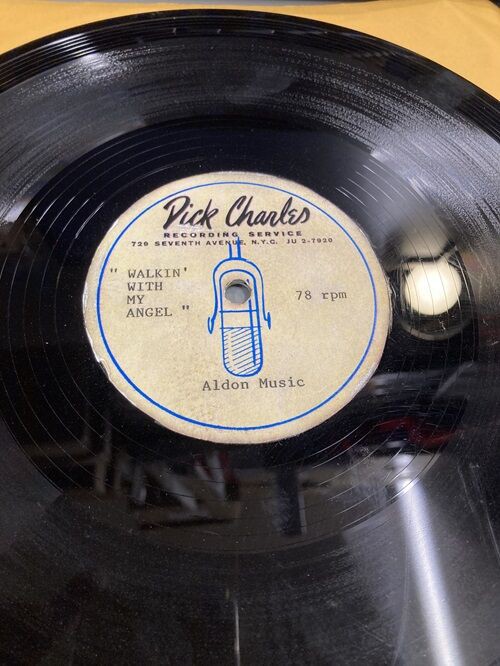 Dick Charles
RECORDING SERVICE
729 SEVENTH AVENUE, N.Y.C. JU 2-7920
" WALKIN'
WITH
MY
ANGEL "
78 rpm
Aldon Music